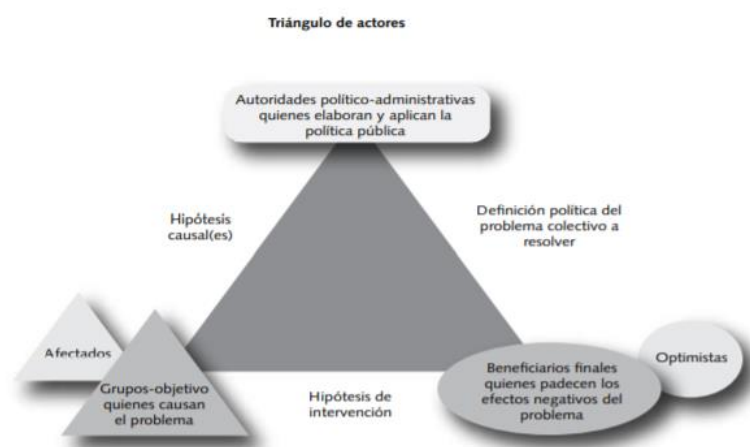 Triángulo de actores
Autoridades político-administrativas
quienes elaboran y aplican la
política pública
Hipótesis
causal(es)
Definición política del
problema colectivo a
resolver
Afectados
Grupos-objetivo
quienes causan
el problema
Hipótesis de
intervención
Beneficiarios finales
quienes padecen los
efectos negativos del
problema
Optimistas